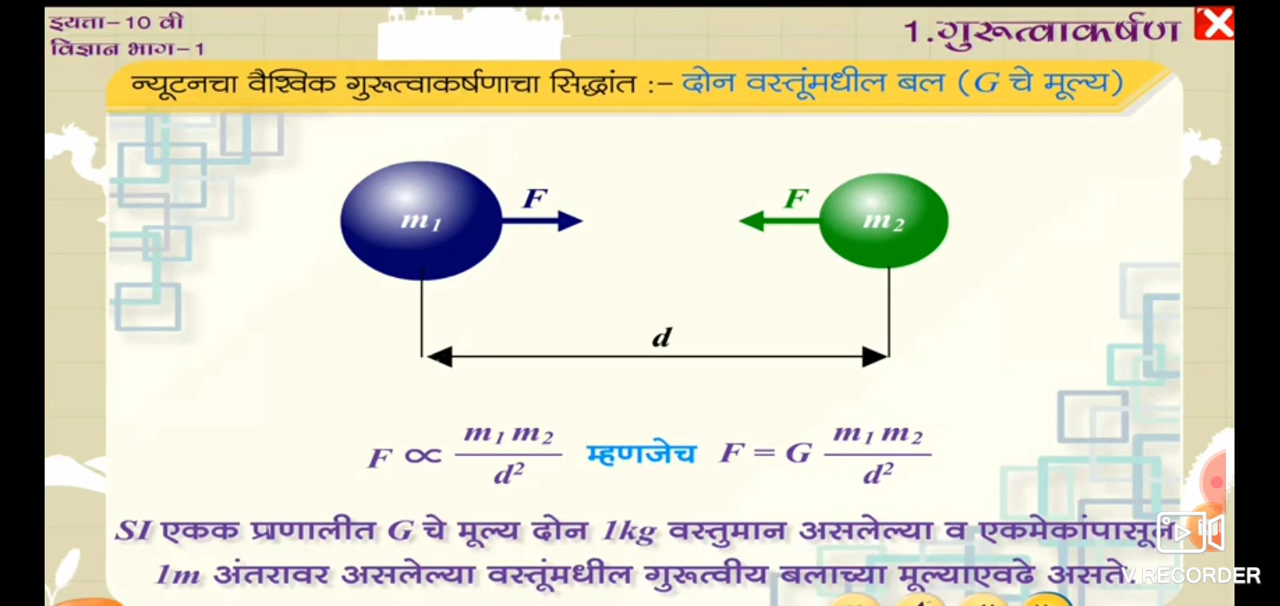 इयत्ता- 10 वी
विज्ञान भाग-1
1.गुरूत्वाकर्षण
न्यूटनचा वैश्विक गुरूत्वाकर्षणाचा सिद्धांत :- दोन वस्तूंमधील बल (G चे मूल्य)
F F
m₁ m₂
d
F ∝ m₁ m₂ / d² म्हणजेच F = G m₁ m₂ / d²
SI एकक प्राणालीत G चे मूल्य दोन 1kg वस्तुमान असलेल्या व एकमेकांपासून
1m अंतरावर असलेल्या वस्तूंमधील गुरूत्वीय बलाच्या मूल्याएवढे असते.
V RECORDER